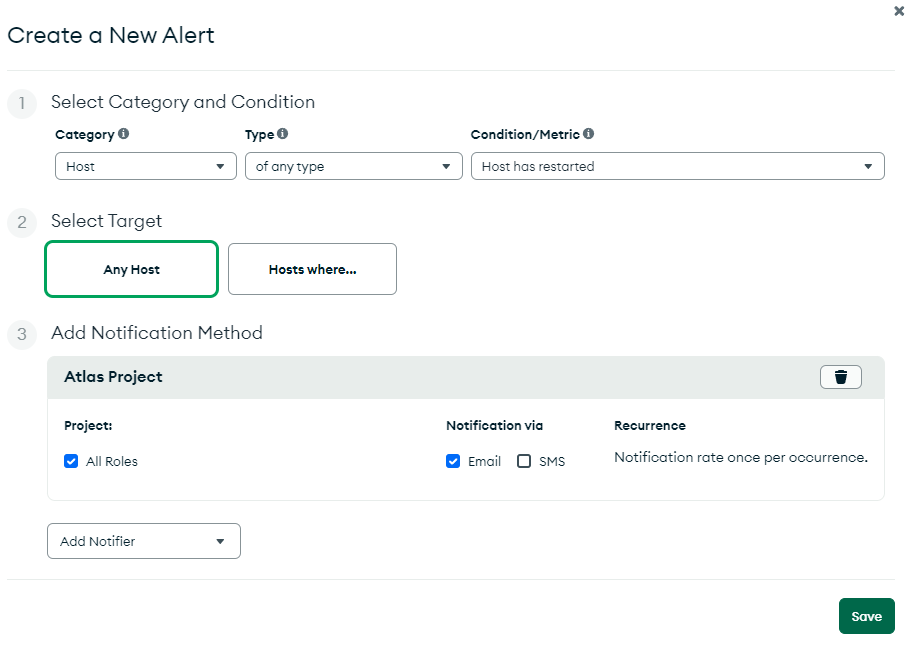 Create a New Alert
1 Select Category and Condition
Category Type Condition/Metric
Host of any type Host has restarted
2 Select Target
Any Host Hosts where...
3 Add Notification Method
Atlas Project
Project: Notification via Recurrence
All Roles Email SMS Notification rate once per occurrence.
Add Notifier
Save